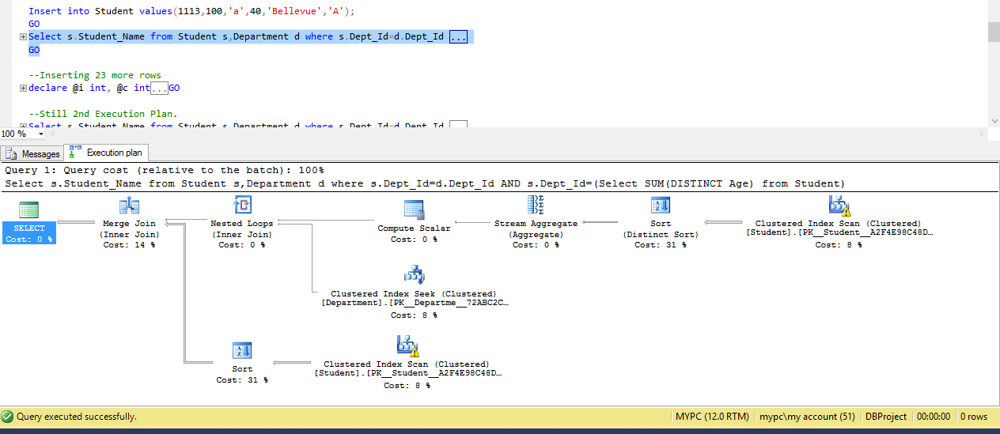 Insert into Student values(1113,100,'a',40,'Bellevue','A');
GO
Select s.Student_Name from Student s,Department d where s.Dept_Id=d.Dept_Id ...
GO
--Inserting 23 more rows
declare @i int, @c int...GO
--Still 2nd Execution Plan.
Select s.Student_Name from Student s,Department d where s.Dept_Id=d.Dept_Id
100 %
Messages Execution plan
Query 1: Query cost (relative to the batch): 100%
Select s.Student_Name from Student s,Department d where s.Dept_Id=d.Dept_Id AND s.Dept_Id=(Select SUM(DISTINCT Age) from Student)
SELECT
Cost: 0 %
Merge Join
(Inner Join)
Cost: 14 %
Nested Loops
(Inner Join)
Cost: 0 %
Compute Scalar
Cost: 0 %
Stream Aggregate
(Aggregate)
Cost: 0 %
Sort
(Distinct Sort)
Cost: 31 %
Clustered Index Scan (Clustered)
[Student].[PK__Student__A2F4E98C48D…
Cost: 8 %
Clustered Index Seek (Clustered)
[Department].[PK__Departme__72ABC2C…
Cost: 8 %
Sort
Cost: 31 %
Clustered Index Scan (Clustered)
[Student].[PK__Student__A2F4E98C48D…
Cost: 8 %
Query executed successfully. MYPC (12.0 RTM) mypc\my account (51) DBProject 00:00:00 0 rows